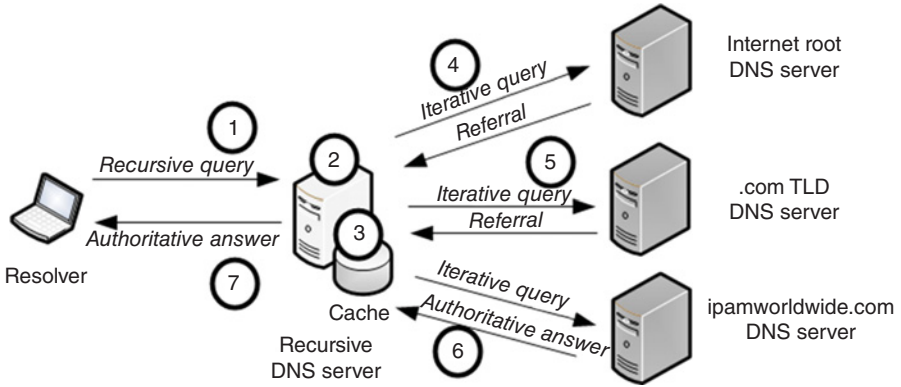 1
Recursive query
Authoritative answer
7
Resolver
2
3
Cache
Recursive
DNS server
4
Iterative query
Referral
Internet root
DNS server
5
Iterative query
Referral
.com TLD
DNS server
Iterative query
Authoritative answer
6
ipamworldwide.com
DNS server